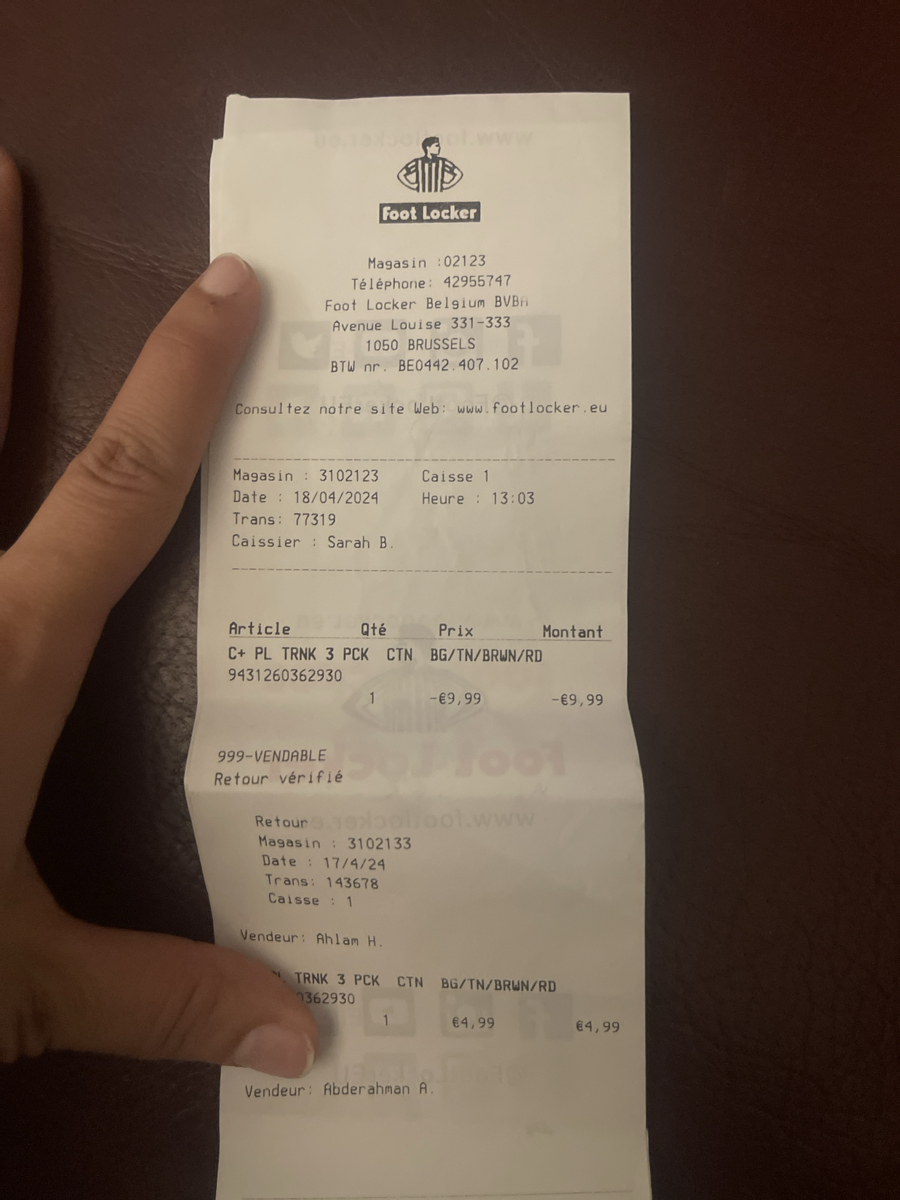 Foot Locker
Magasin :02123
Téléphone: 42955747
Foot Locker Belgium BVBA
Avenue Louise 331-333
1050 BRUSSELS
BTW nr. BE0442.407.102
Consultez notre site Web: www.footlocker.eu
Magasin : 3102123 Caisse 1
Date : 18/04/2024 Heure : 13:03
Trans: 77319
Caissier : Sarah B.
Article Qté Prix Montant
C+ PL TRNK 3 PCK CTN BG/TN/BRWN/RD
9431260362930
1 -€9,99 -€9,99
999-VENDABLE
Retour vérifié
Retour
Magasin : 3102133
Date : 17/4/24
Trans: 143678
Caisse : 1
Vendeur: Ahlam H.
TRNK 3 PCK CTN BG/TN/BRWN/RD
0362930
1 €4,99 €4,99
Vendeur: Abderahman A.